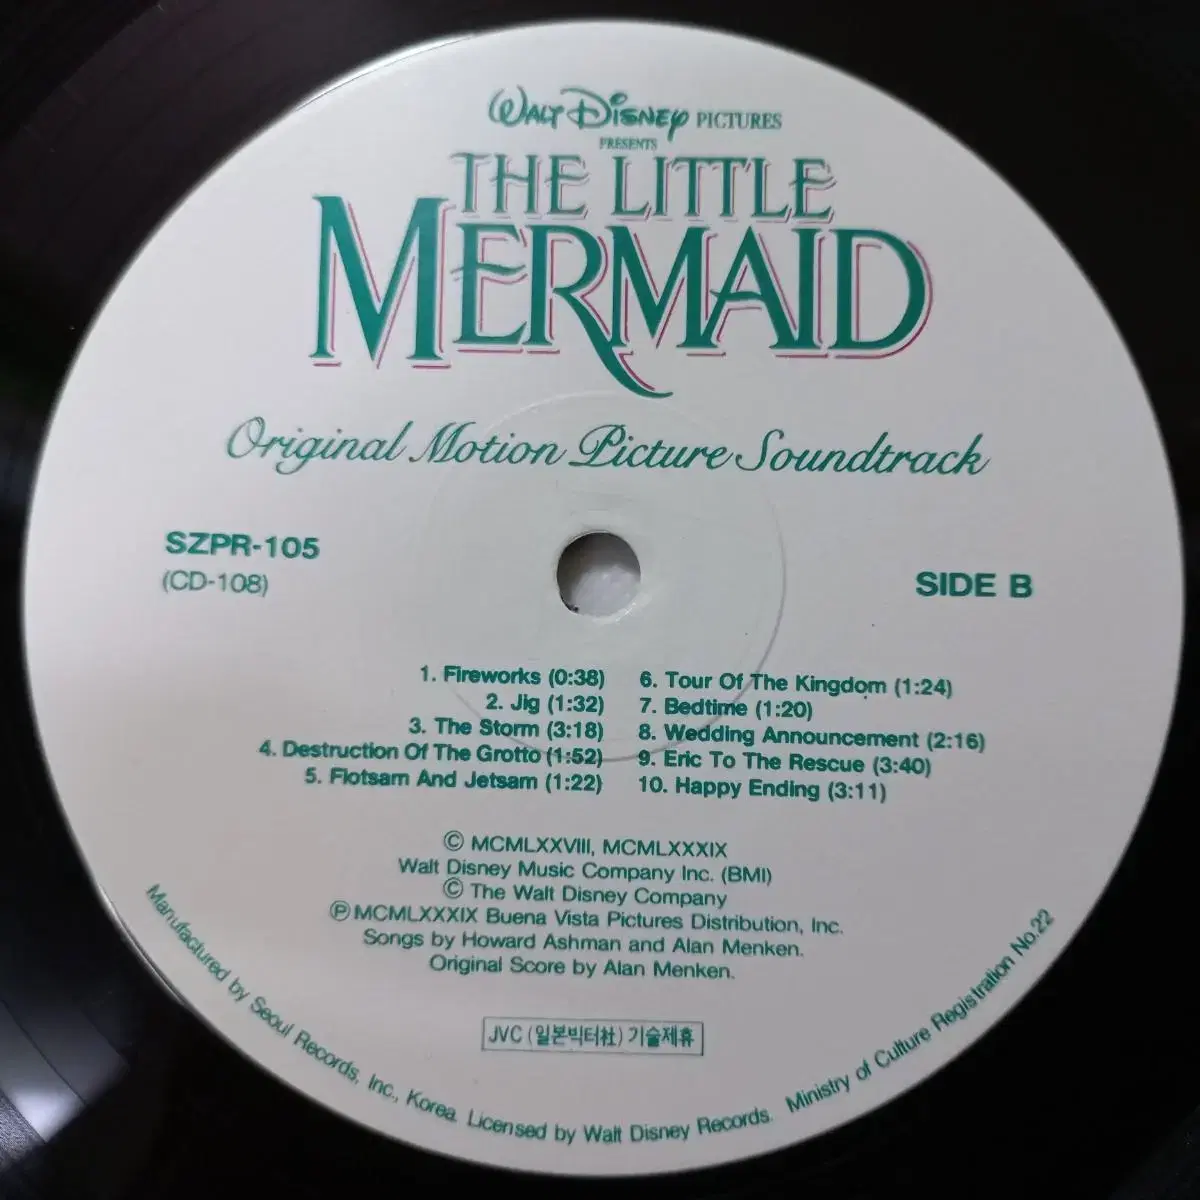 WALT DISNEY PICTURES
PRESENTS
THE LITTLE
MERMAID
Original Motion Picture Soundtrack
SZPR-105
(CD-108)
SIDE B
1. Fireworks (0:38)
2. Jig (1:32)
3. The Storm (3:18)
4. Destruction Of The Grotto (1:52)
5. Flotsam And Jetsam (1:22)
6. Tour Of The Kingdom (1:24)
7. Bedtime (1:20)
8. Wedding Announcement (2:16)
9. Eric To The Rescue (3:40)
10. Happy Ending (3:11)
© MCMLXXVIII, MCMLXXXIX
Walt Disney Music Company Inc. (BMI)
© The Walt Disney Company
℗ MCMLXXXIX Buena Vista Pictures Distribution, Inc.
Songs by Howard Ashman and Alan Menken.
Original Score by Alan Menken.
JVC (일본빅터社) 기술제휴
Manufactured by Seoul Records, Inc., Korea. Licensed by Walt Disney Records. Ministry of Culture Registration No.22